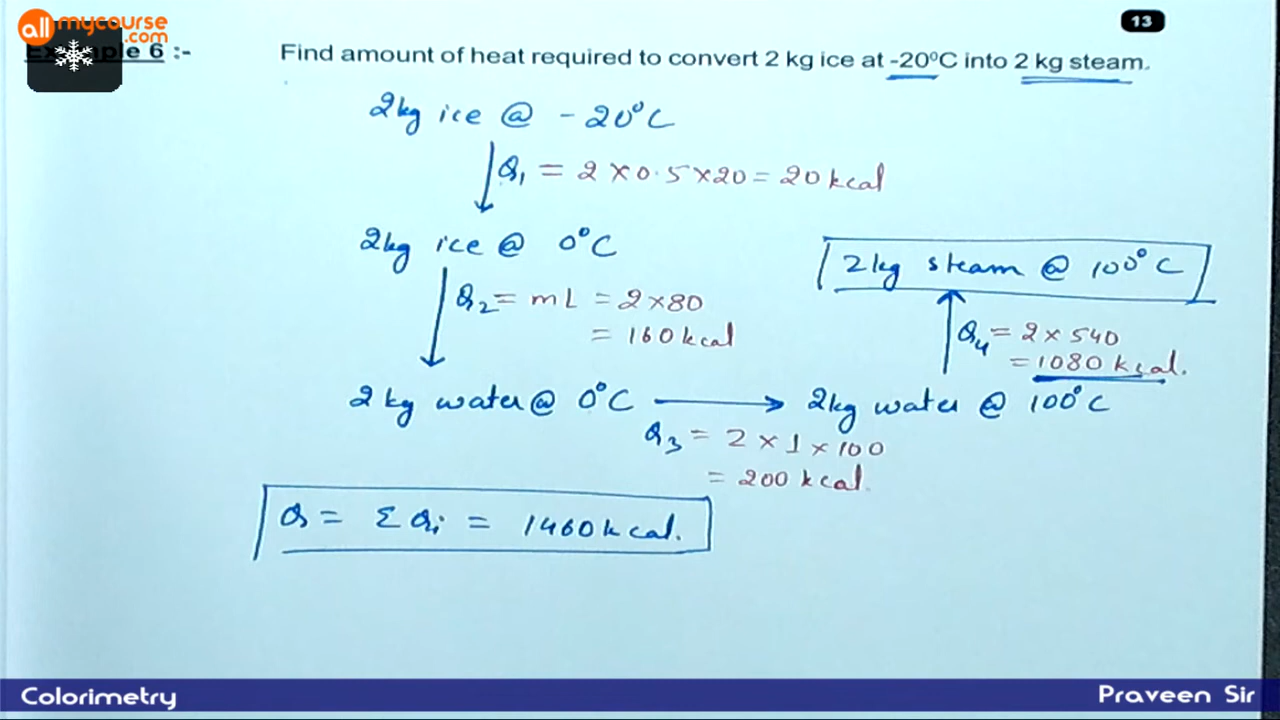 allmycourse.com
13
Example 6 :- Find amount of heat required to convert 2 kg ice at -20⁰C into 2 kg steam.
2kg ice @ -20°C
Q₁ = 2 × 0.5 × 20 = 20 kcal
2kg ice @ 0°C
Q₂ = mL = 2 × 80
= 160 kcal
2 kg water @ 0°C
Q₃ = 2 × 1 × 100
= 200 kcal.
2kg water @ 100°C
Q₄ = 2 × 540
= 1080 kcal.
2kg steam @ 100°C
Q = Σ Qᵢ = 1460 kcal.
Colorimetry
Praveen Sir